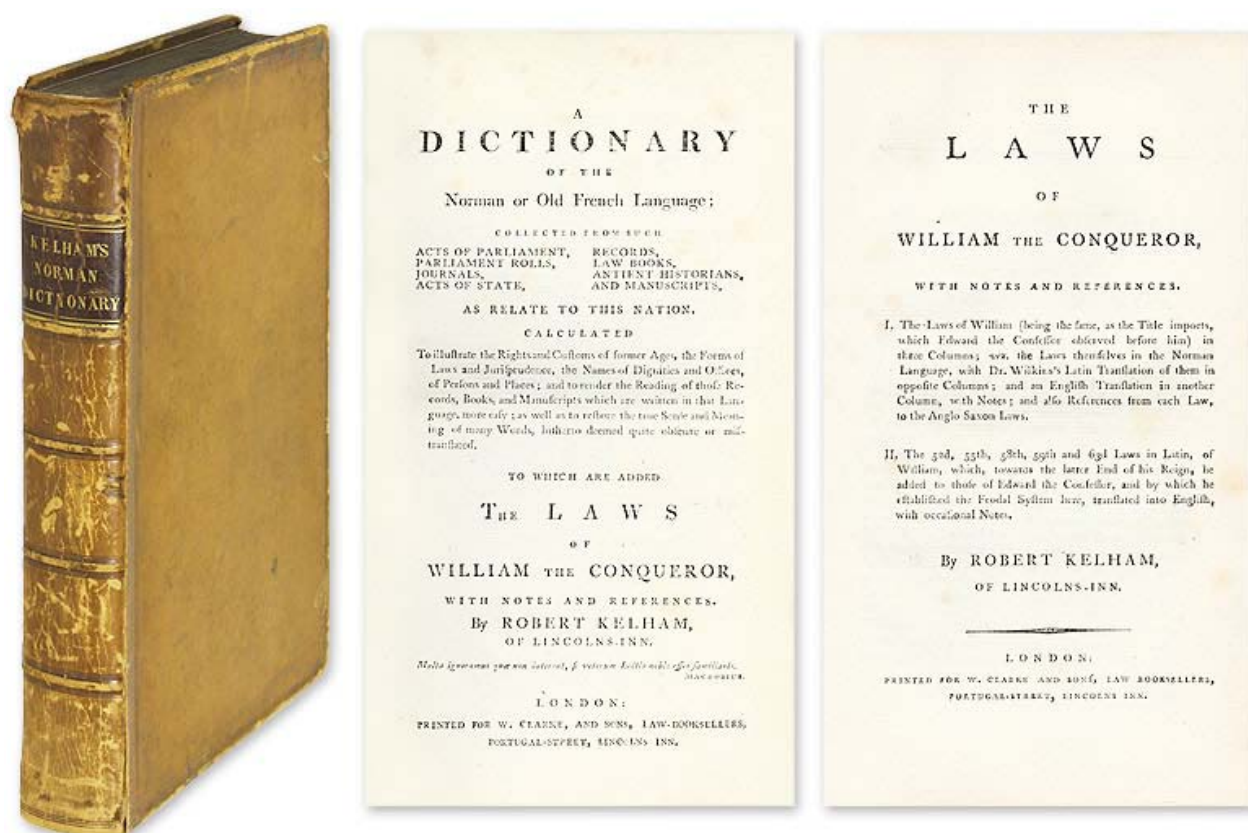 KELHAM'S
NORMAN
DICTIONARY
A
DICTIONARY
OF THE
Norman or Old French Language;
COLLECTED FROM SUCH
ACTS OF PARLIAMENT, RECORDS,
PARLIAMENT ROLLS, LAW BOOKS,
JOURNALS, ANTIENT HISTORIANS,
ACTS OF STATE, AND MANUSCRIPTS,
AS RELATE TO THIS NATION.
CALCULATED
To illuſtrate the Rights and Cuſtoms of former Ages, the Forms of
Laws and Juriſprudence, the Names of Dignities and Offices,
of Perſons and Places; and to render the Reading of thoſe Re-
cords, Books, and Manuſcripts which are written in that Lan-
guage, more eaſy; as well as to reſtore the true Senſe and Mean-
ing of many Words, hitherto deemed quite obſcure or miſ-
tranſlated.
TO WHICH ARE ADDED
THE LAWS
OF
WILLIAM THE CONQUEROR,
WITH NOTES AND REFERENCES.
By ROBERT KELHAM,
OF LINCOLNS-INN.
Multa ignoramus quæ non laterent, ſi veterum lectio nobis eſſet familiaris.
MACROBIUS.
LONDON:
PRINTED FOR W. CLARKE, AND SONS, LAW-BOOKSELLERS,
PORTUGAL-STREET, LINCOLNS INN.
THE
LAWS
OF
WILLIAM THE CONQUEROR,
WITH NOTES AND REFERENCES.
I. The Laws of William (being the ſame, as the Title imports,
which Edward the Confeſſor obſerved before him) in
three Columns; viz. the Laws themſelves in the Norman
Language, with Dr. Wilkins's Latin Tranſlation of them in
oppoſite Columns; and an Engliſh Tranſlation in another
Column, with Notes; and alſo References from each Law,
to the Anglo Saxon Laws.
II. The 52d, 55th, 58th, 59th and 63d Laws in Latin, of
William, which, towards the latter End of his Reign, he
added to thoſe of Edward the Confeſſor, and by which he
eſtabliſhed the Feodal Syſtem here, tranſlated into Engliſh,
with occaſional Notes.
By ROBERT KELHAM,
OF LINCOLNS-INN.
LONDON:
PRINTED FOR W. CLARKE AND SONS, LAW BOOKSELLERS,
PORTUGAL-STREET, LINCOLNS INN.